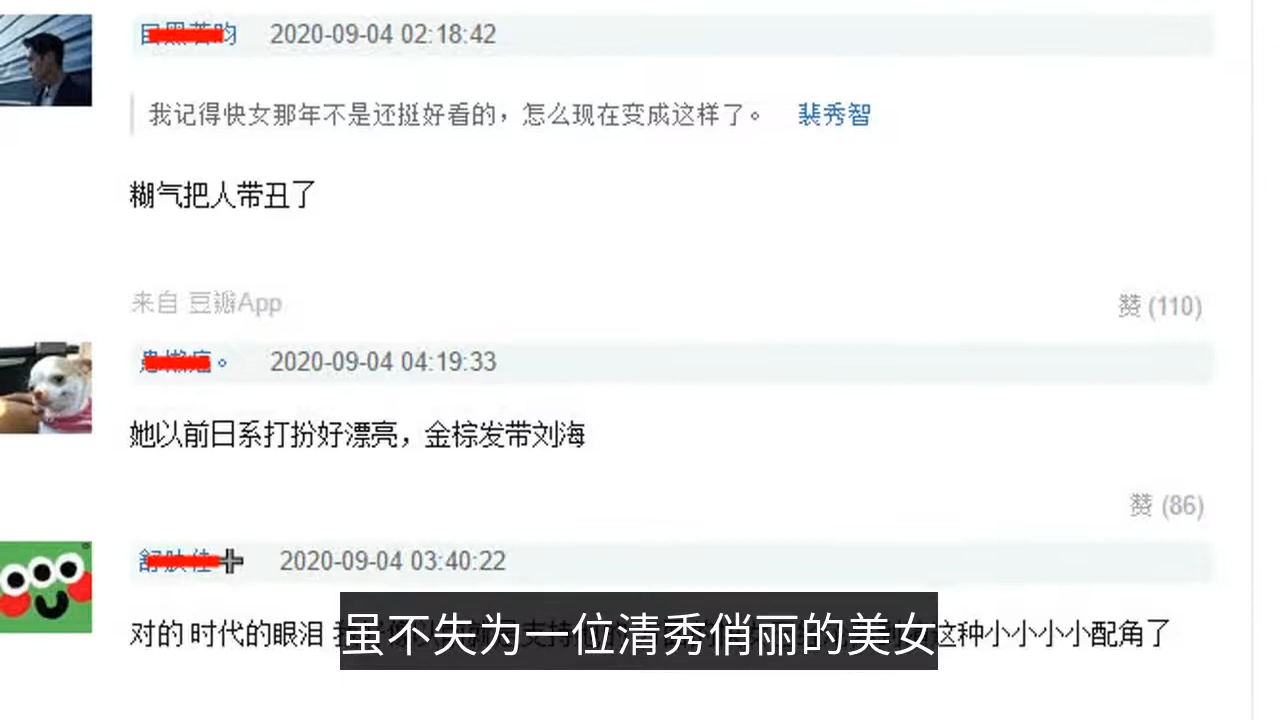 2020-09-04 02:18:42
我记得快女那年不是还挺好看的，怎么现在变成这样了。 裴秀智
糊气把人带丑了
来自 豆瓣App
赞 (110)
2020-09-04 04:19:33
她以前日系打扮好漂亮，金棕发带刘海
赞 (86)
2020-09-04 03:40:22
对的 时代的眼泪
这种小小小小配角了
虽不失为一位清秀俏丽的美女